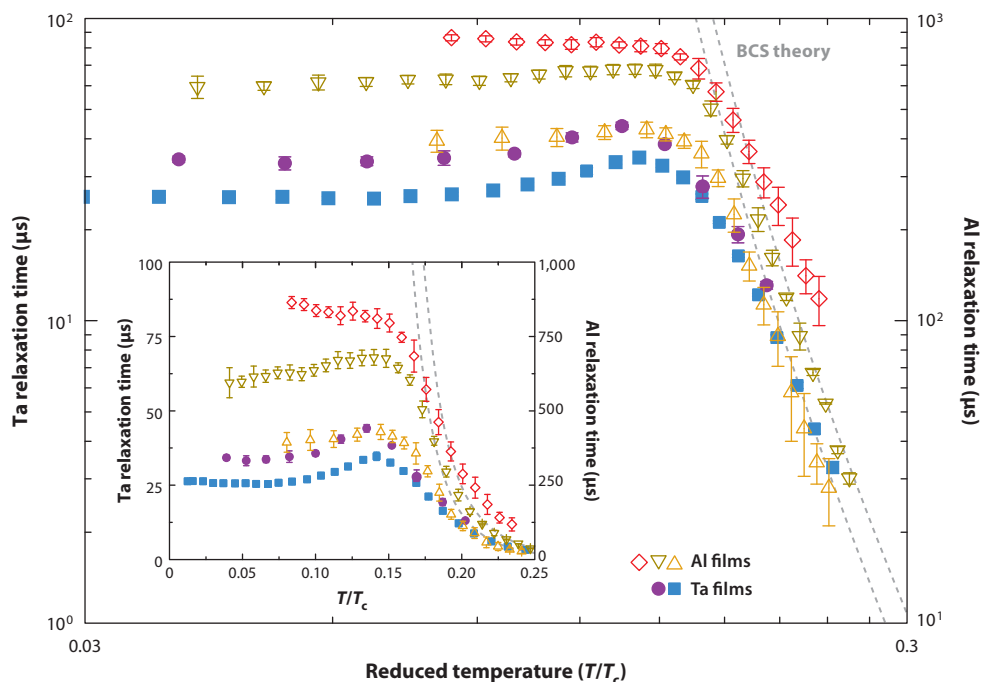 10² 10³
BCS theory
Ta relaxation time (µs)
Al relaxation time (µs)
100 1,000
75 750
50 500
25 250
0 0
Ta relaxation time (µs)
Al relaxation time (µs)
0 0.05 0.10 0.15 0.20 0.25
T/Tc
10¹ 10²
Al films
Ta films
10⁰ 10¹
0.03 0.3
Reduced temperature (T/Tc)